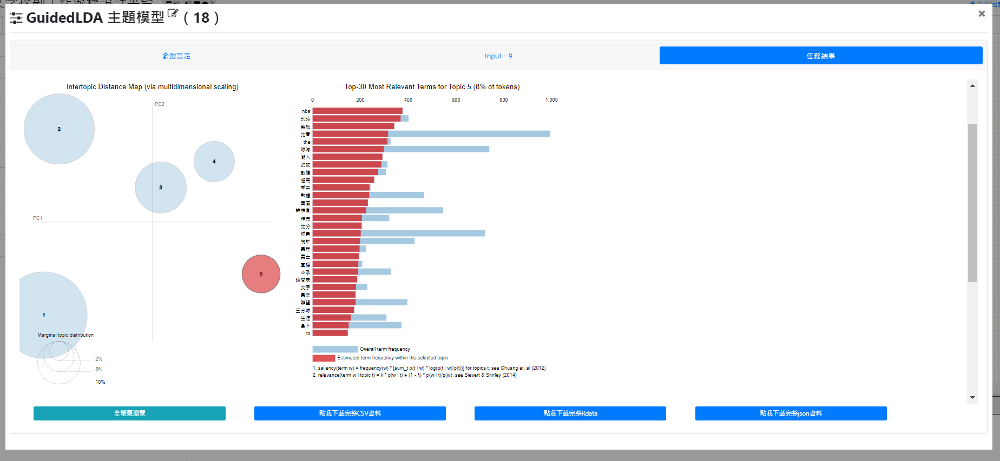 GuidedLDA 主題模型 ( 18 )
參數設定
Input - 9
任務結果
Intertopic Distance Map (via multidimensional scaling)
PC2
PC1
2
4
3
5
1
Marginal topic distribution
2%
5%
10%
Top-30 Most Relevant Terms for Topic 5 (8% of tokens)
0 200 400 600 800 1,000
nba
即時
籃板
比賽
the
球隊
湖人
助攻
戰績
溜馬
季中
數據
西區
錦標賽
領先
比分
球員
統計
賽程
勇士
直播
本季
時間表
文字
賽況
聯盟
三分球
生涯
拿下
to
Overall term frequency
Estimated term frequency within the selected topic
1. saliency(term w) = frequency(w) * [sum_t p(t | w) * log(p(t | w)/p(t))] for topics t; see Chuang et. al (2012)
2. relevance(term w | topic t) = λ * p(w | t) + (1 - λ) * p(w | t)/p(w); see Sievert & Shirley (2014)
全螢幕瀏覽
點我下載完整CSV資料
點我下載完整Rdata
點我下載完整json資料